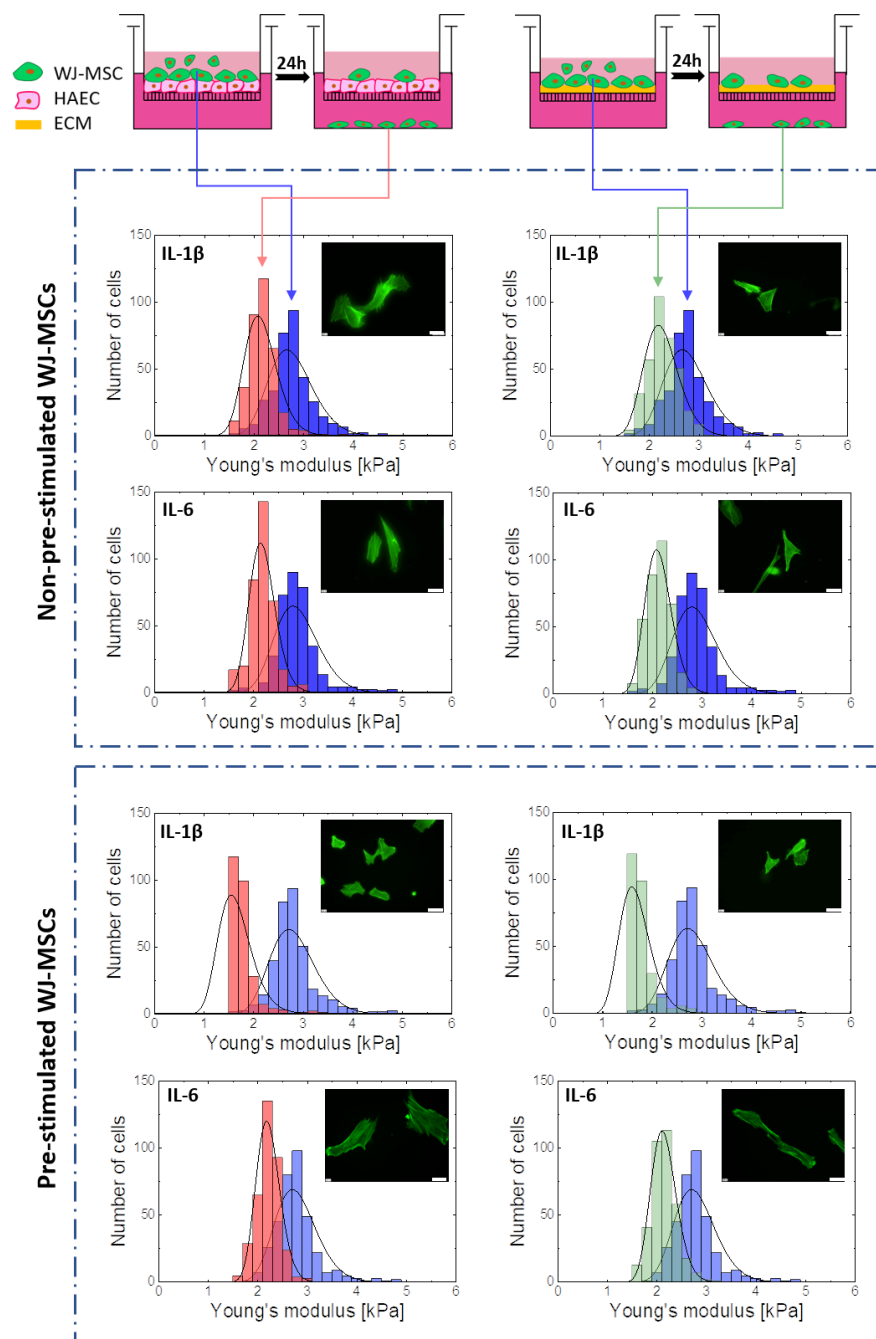 24h
24h
WJ-MSC
HAEC
ECM
Non-pre-stimulated WJ-MSCs
IL-1β
Number of cells
150
100
50
0
0 1 2 3 4 5 6
Young's modulus [kPa]
IL-1β
Number of cells
150
100
50
0
0 1 2 3 4 5 6
Young's modulus [kPa]
IL-6
Number of cells
150
100
50
0
0 1 2 3 4 5 6
Young's modulus [kPa]
IL-6
Number of cells
150
100
50
0
0 1 2 3 4 5 6
Young's modulus [kPa]
Pre-stimulated WJ-MSCs
IL-1β
Number of cells
150
100
50
0
0 1 2 3 4 5 6
Young's modulus [kPa]
IL-1β
Number of cells
150
100
50
0
0 1 2 3 4 5 6
Young's modulus [kPa]
IL-6
Number of cells
150
100
50
0
0 1 2 3 4 5 6
Young's modulus [kPa]
IL-6
Number of cells
150
100
50
0
0 1 2 3 4 5 6
Young's modulus [kPa]